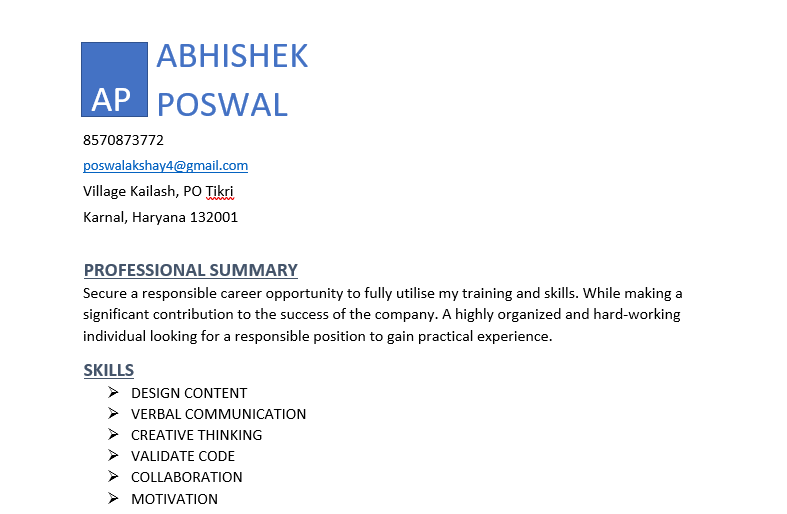 ABHISHEK
AP
POSWAL
8570873772
poswalakshay4@gmail.com
Village Kailash, PO Tikri
Karnal, Haryana 132001
PROFESSIONAL SUMMARY
Secure a responsible career opportunity to fully utilise my training and skills. While making a
significant contribution to the success of the company. A highly organized and hard-working
individual looking for a responsible position to gain practical experience.
SKILLS
DESIGN CONTENT
VERBAL COMMUNICATION
CREATIVE THINKING
VALIDATE CODE
COLLABORATION
MOTIVATION